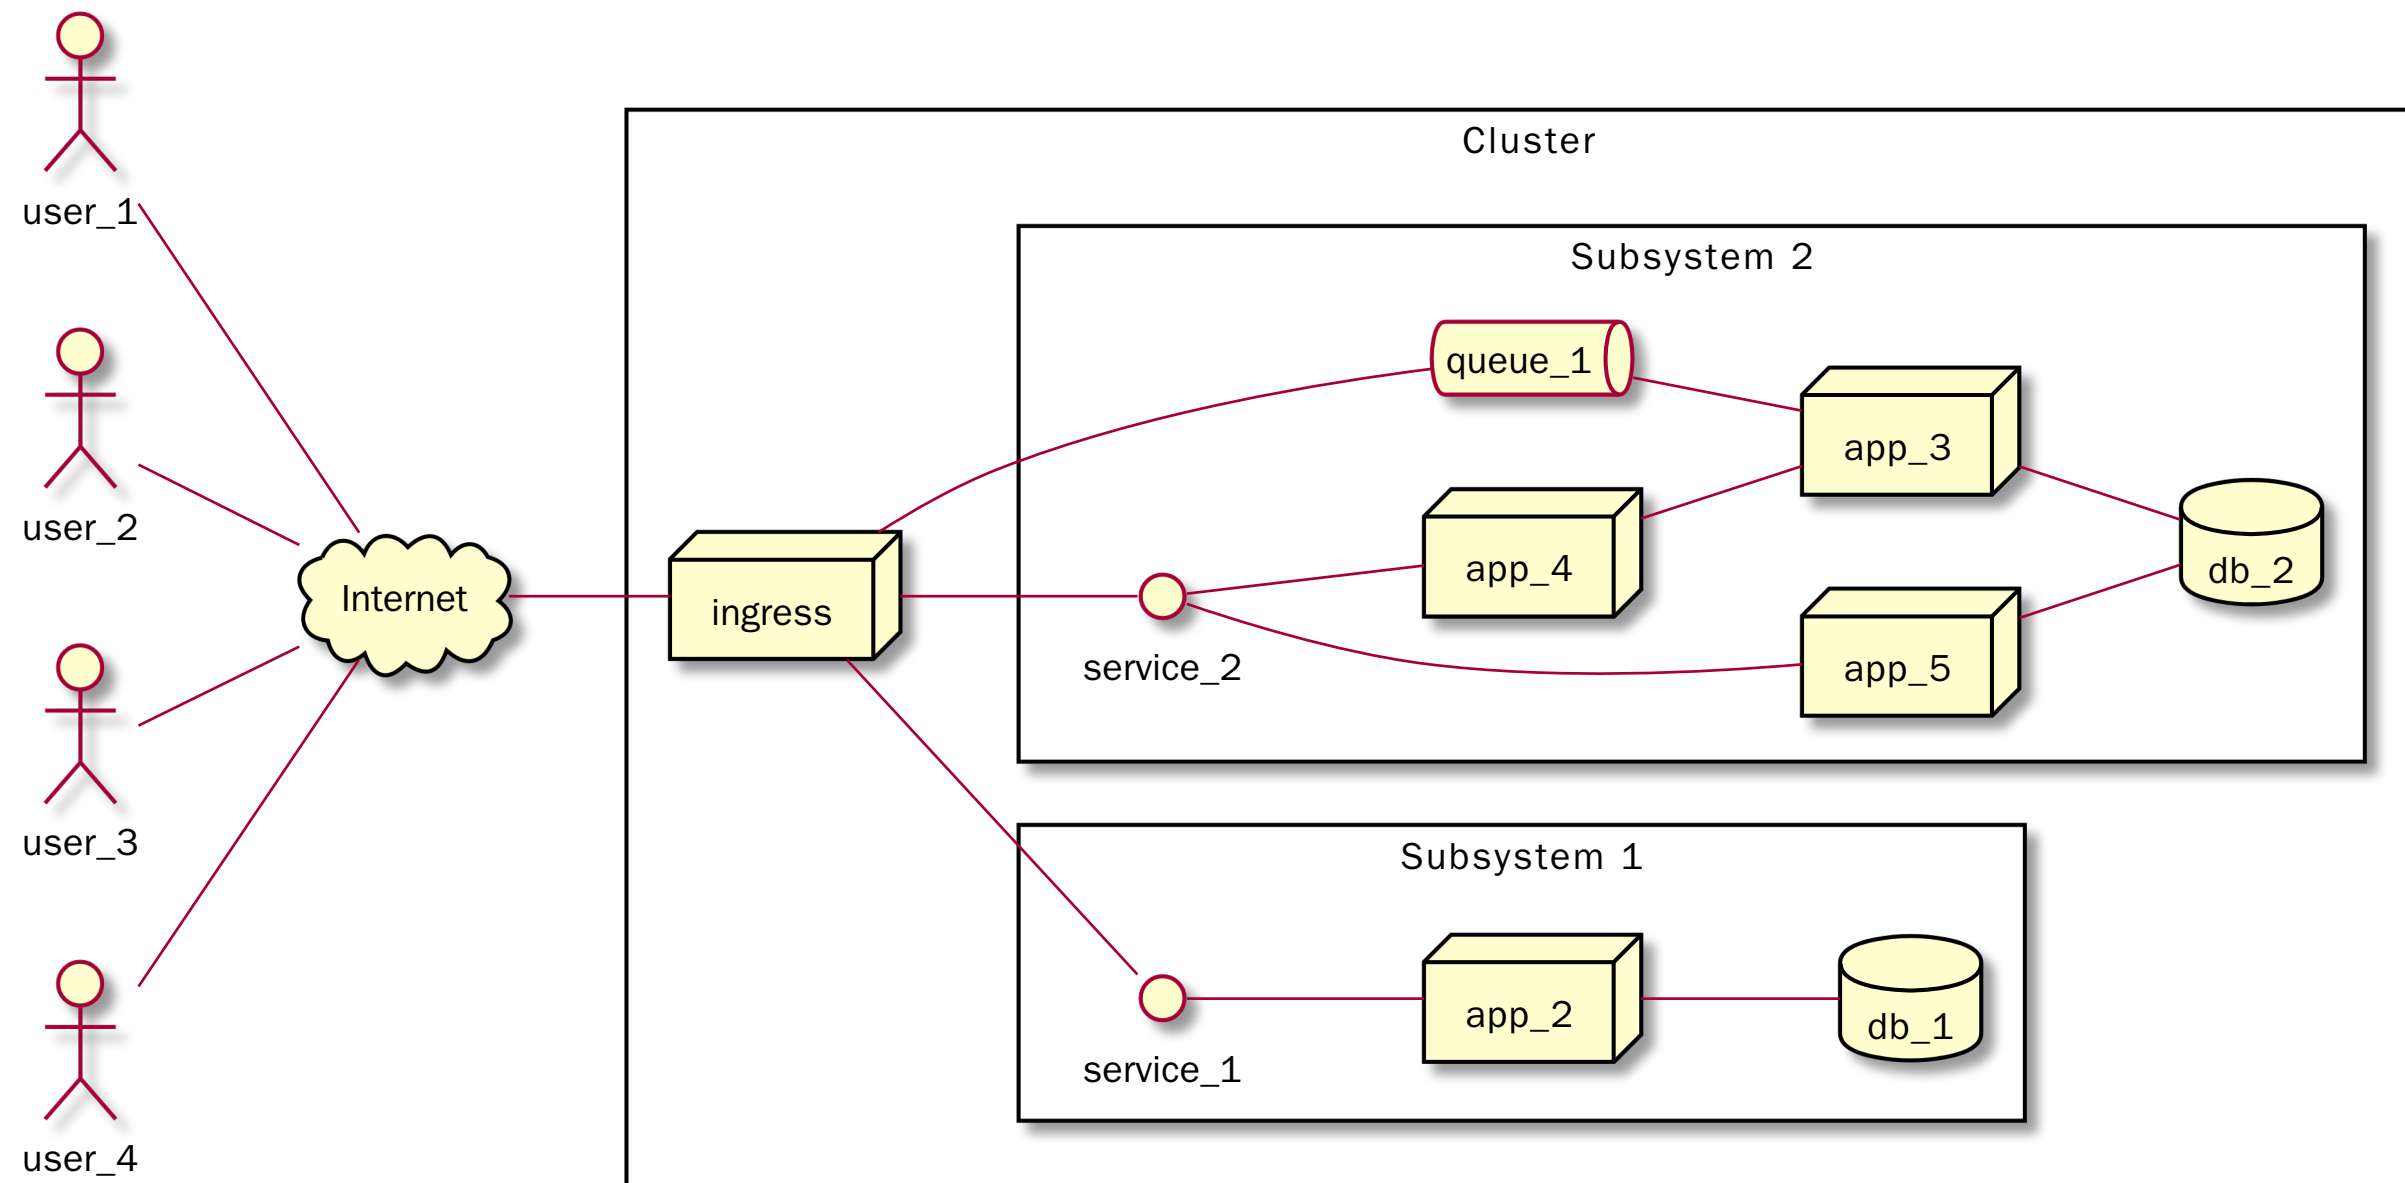 user_1
user_2
user_3
user_4
Internet
Cluster
ingress
Subsystem 2
queue_1
app_3
app_4
db_2
service_2
app_5
Subsystem 1
app_2
db_1
service_1